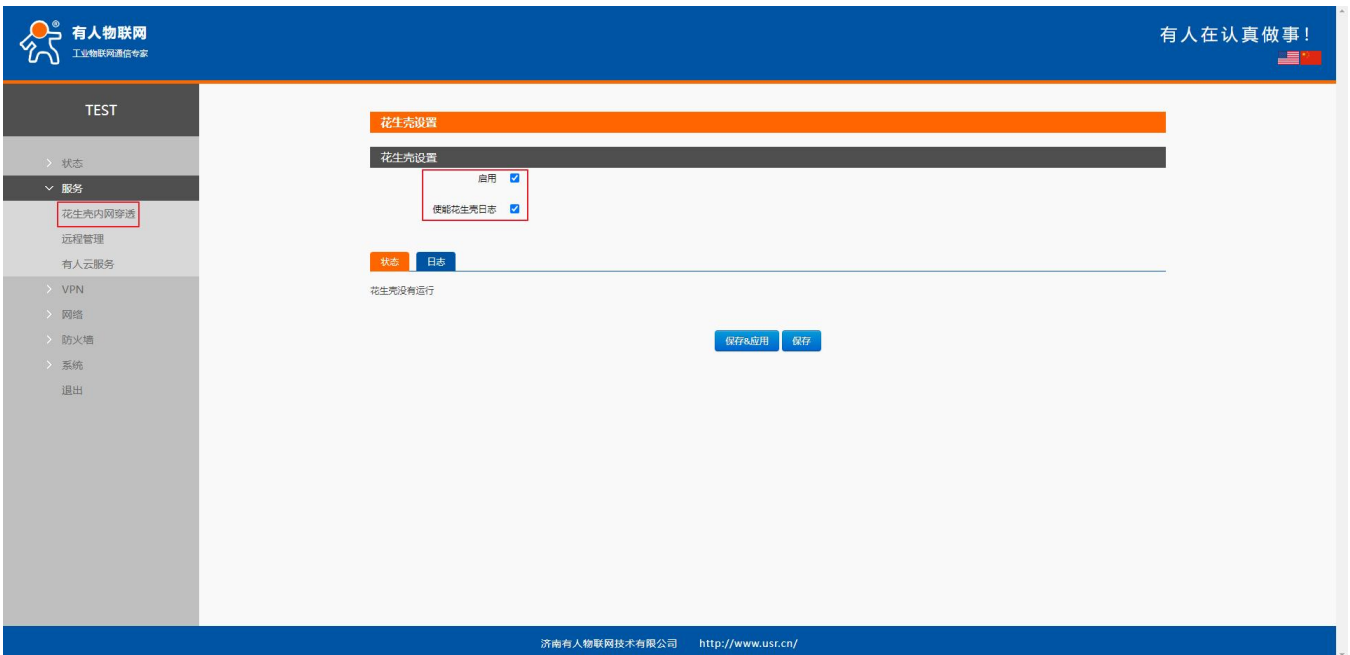 有人物联网
工业物联网通信专家
有人在认真做事!
TEST
状态
服务
花生壳内网穿透
远程管理
有人云服务
VPN
网络
防火墙
系统
退出
花生壳设置
花生壳设置
启用
使能花生壳日志
状态 日志
花生壳没有运行
保存&应用 保存
济南有人物联网技术有限公司 http://www.usr.cn/